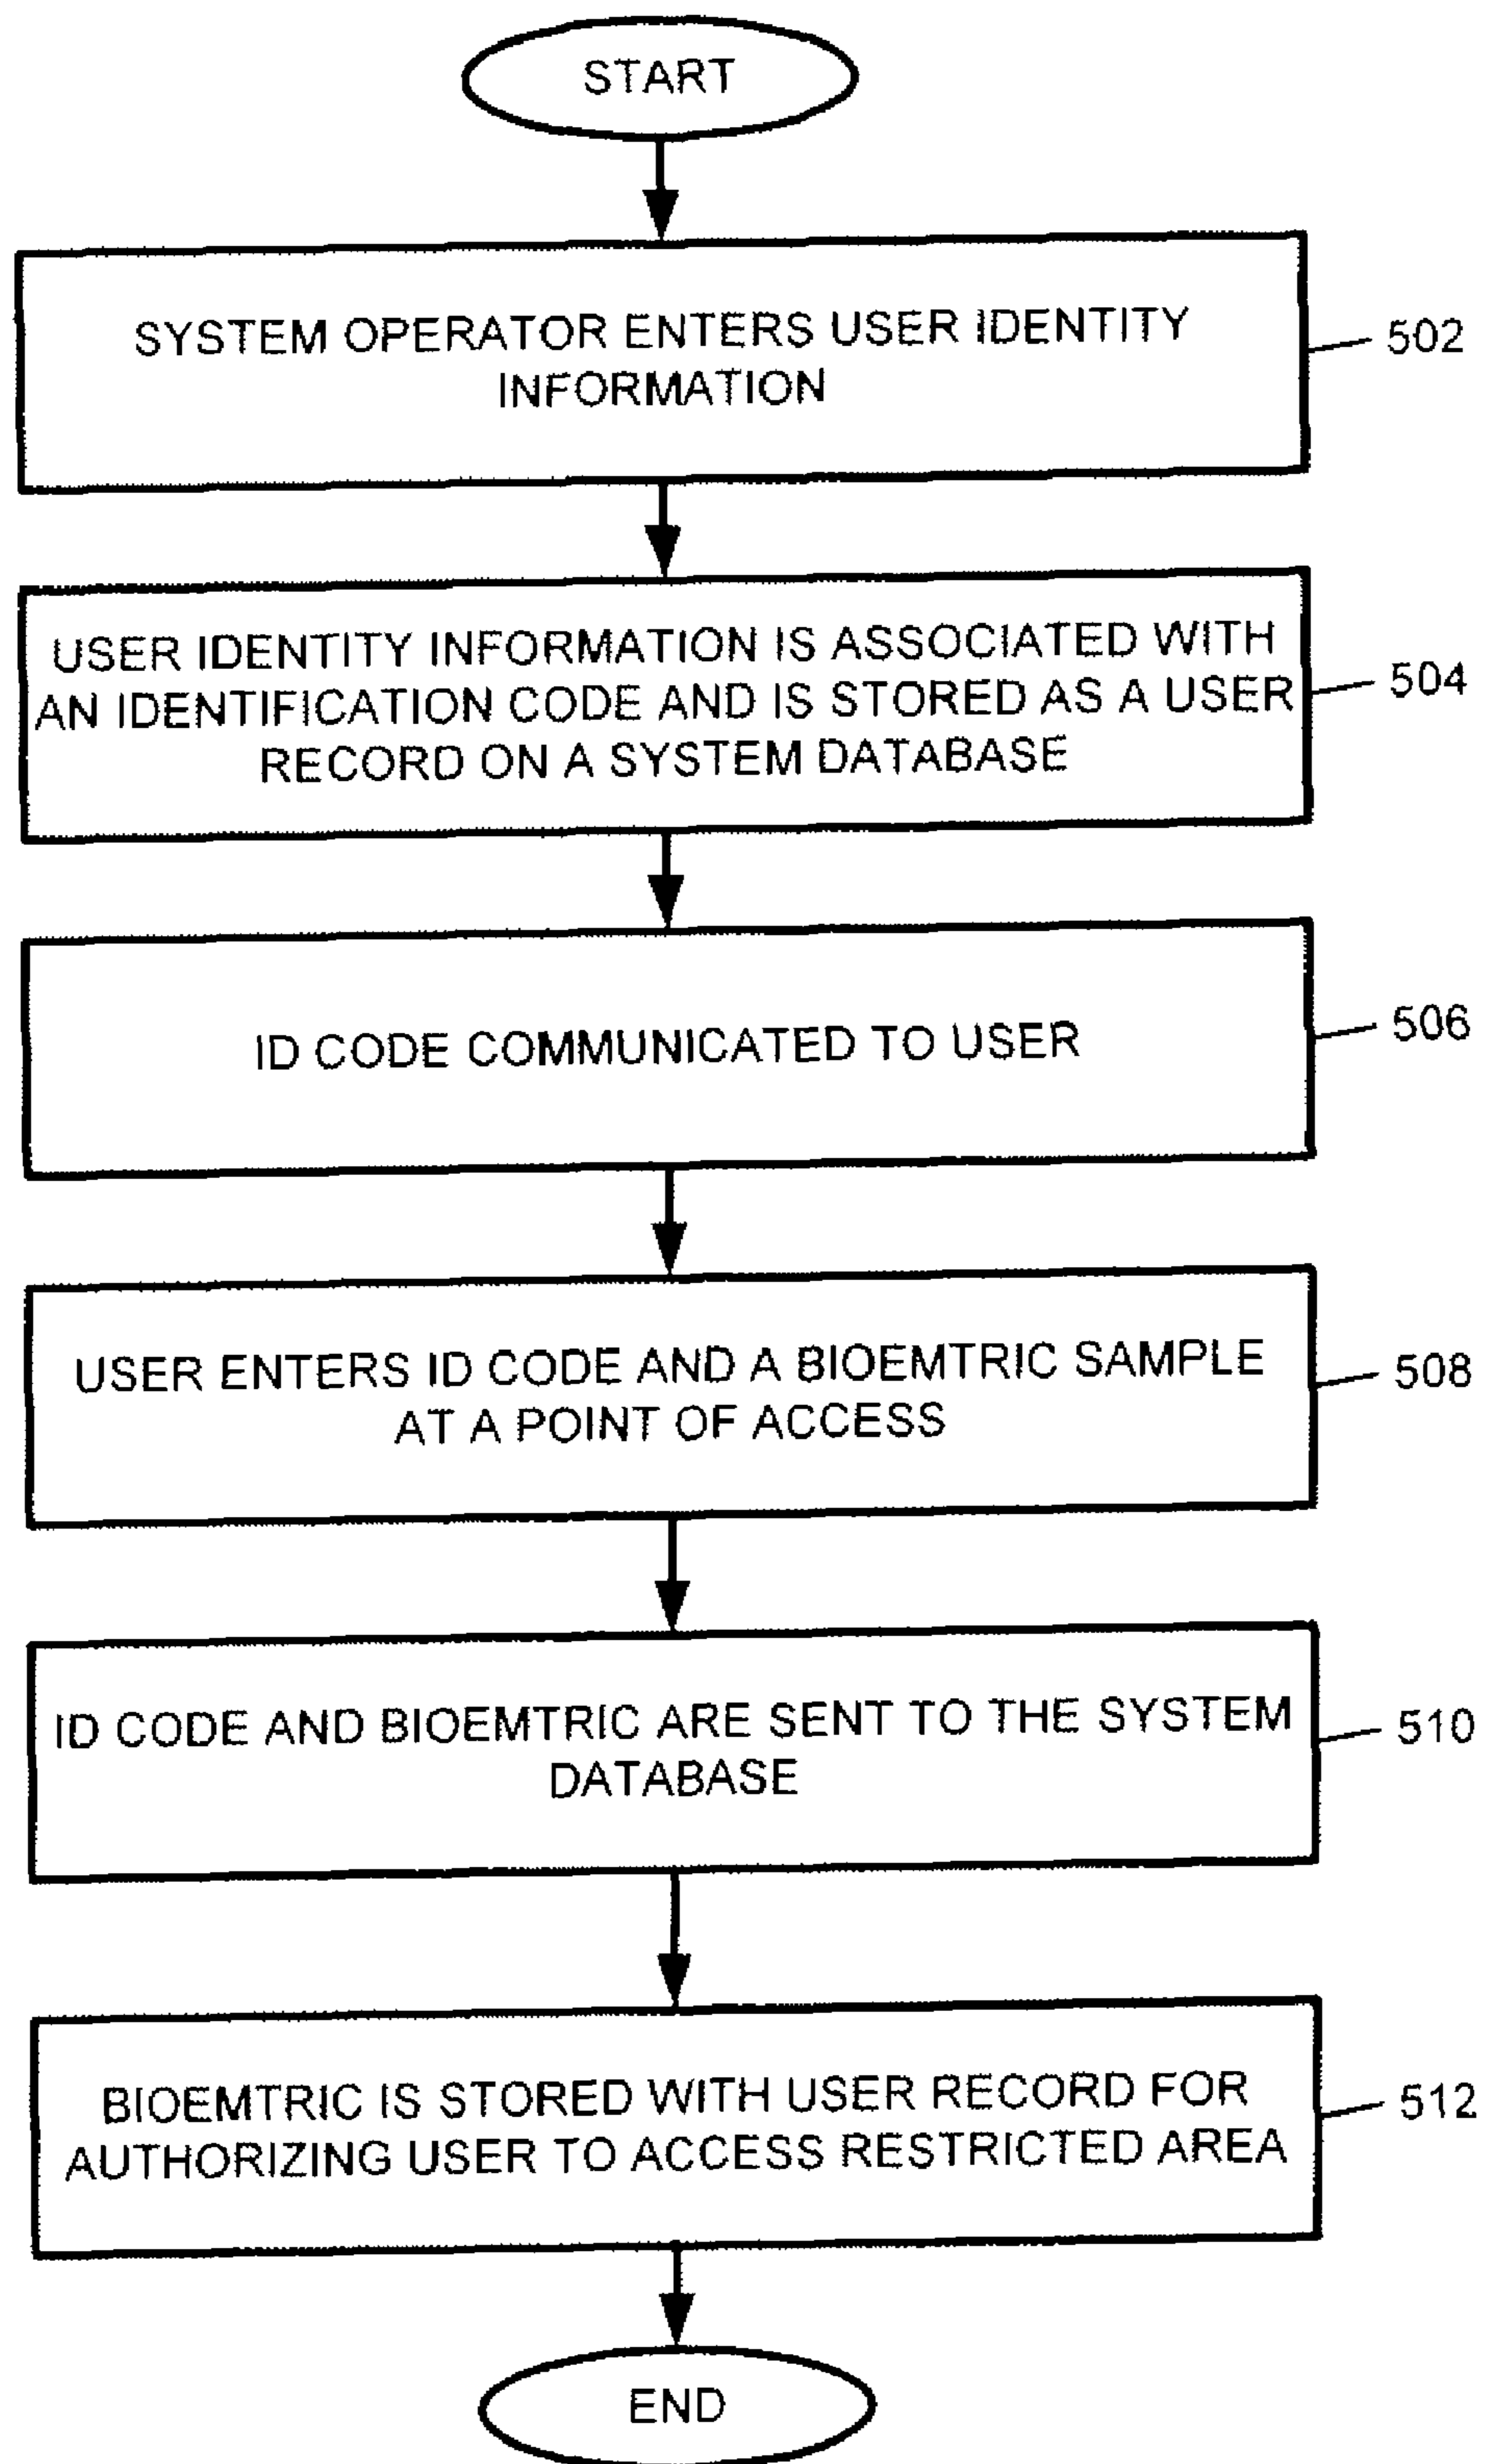 START
SYSTEM OPERATOR ENTERS USER IDENTITY
INFORMATION
502
USER IDENTITY INFORMATION IS ASSOCIATED WITH
AN IDENTIFICATION CODE AND IS STORED AS A USER
RECORD ON A SYSTEM DATABASE
504
ID CODE COMMUNICATED TO USER
506
USER ENTERS ID CODE AND A BIOEMTRIC SAMPLE
AT A POINT OF ACCESS
508
ID CODE AND BIOEMTRIC ARE SENT TO THE SYSTEM
DATABASE
510
BIOEMTRIC IS STORED WITH USER RECORD FOR
AUTHORIZING USER TO ACCESS RESTRICTED AREA
512
END